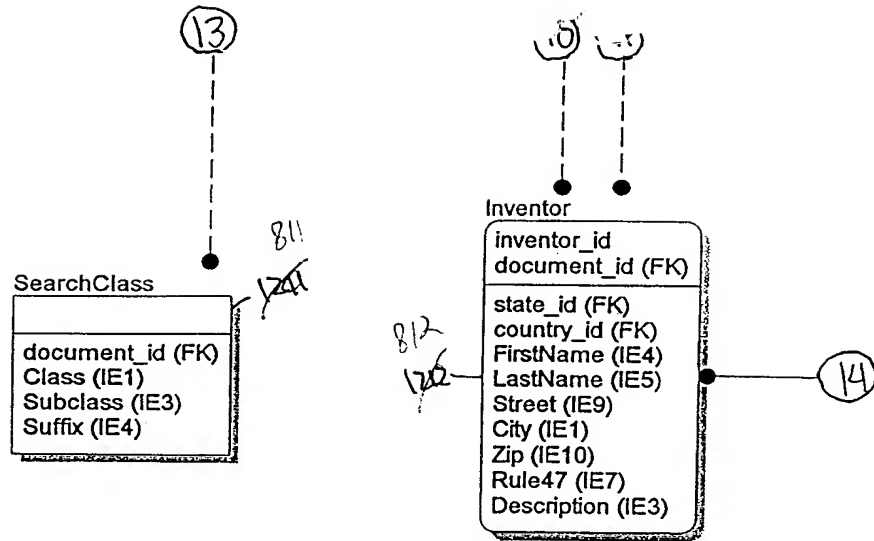 13
811
SearchClass
document_id (FK)
Class (IE1)
Subclass (IE3)
Suffix (IE4)
Inventor
inventor_id
document_id (FK)
state_id (FK)
country_id (FK)
FirstName (IE4)
LastName (IE5)
Street (IE9)
City (IE1)
Zip (IE10)
Rule47 (IE7)
Description (IE3)
812
14